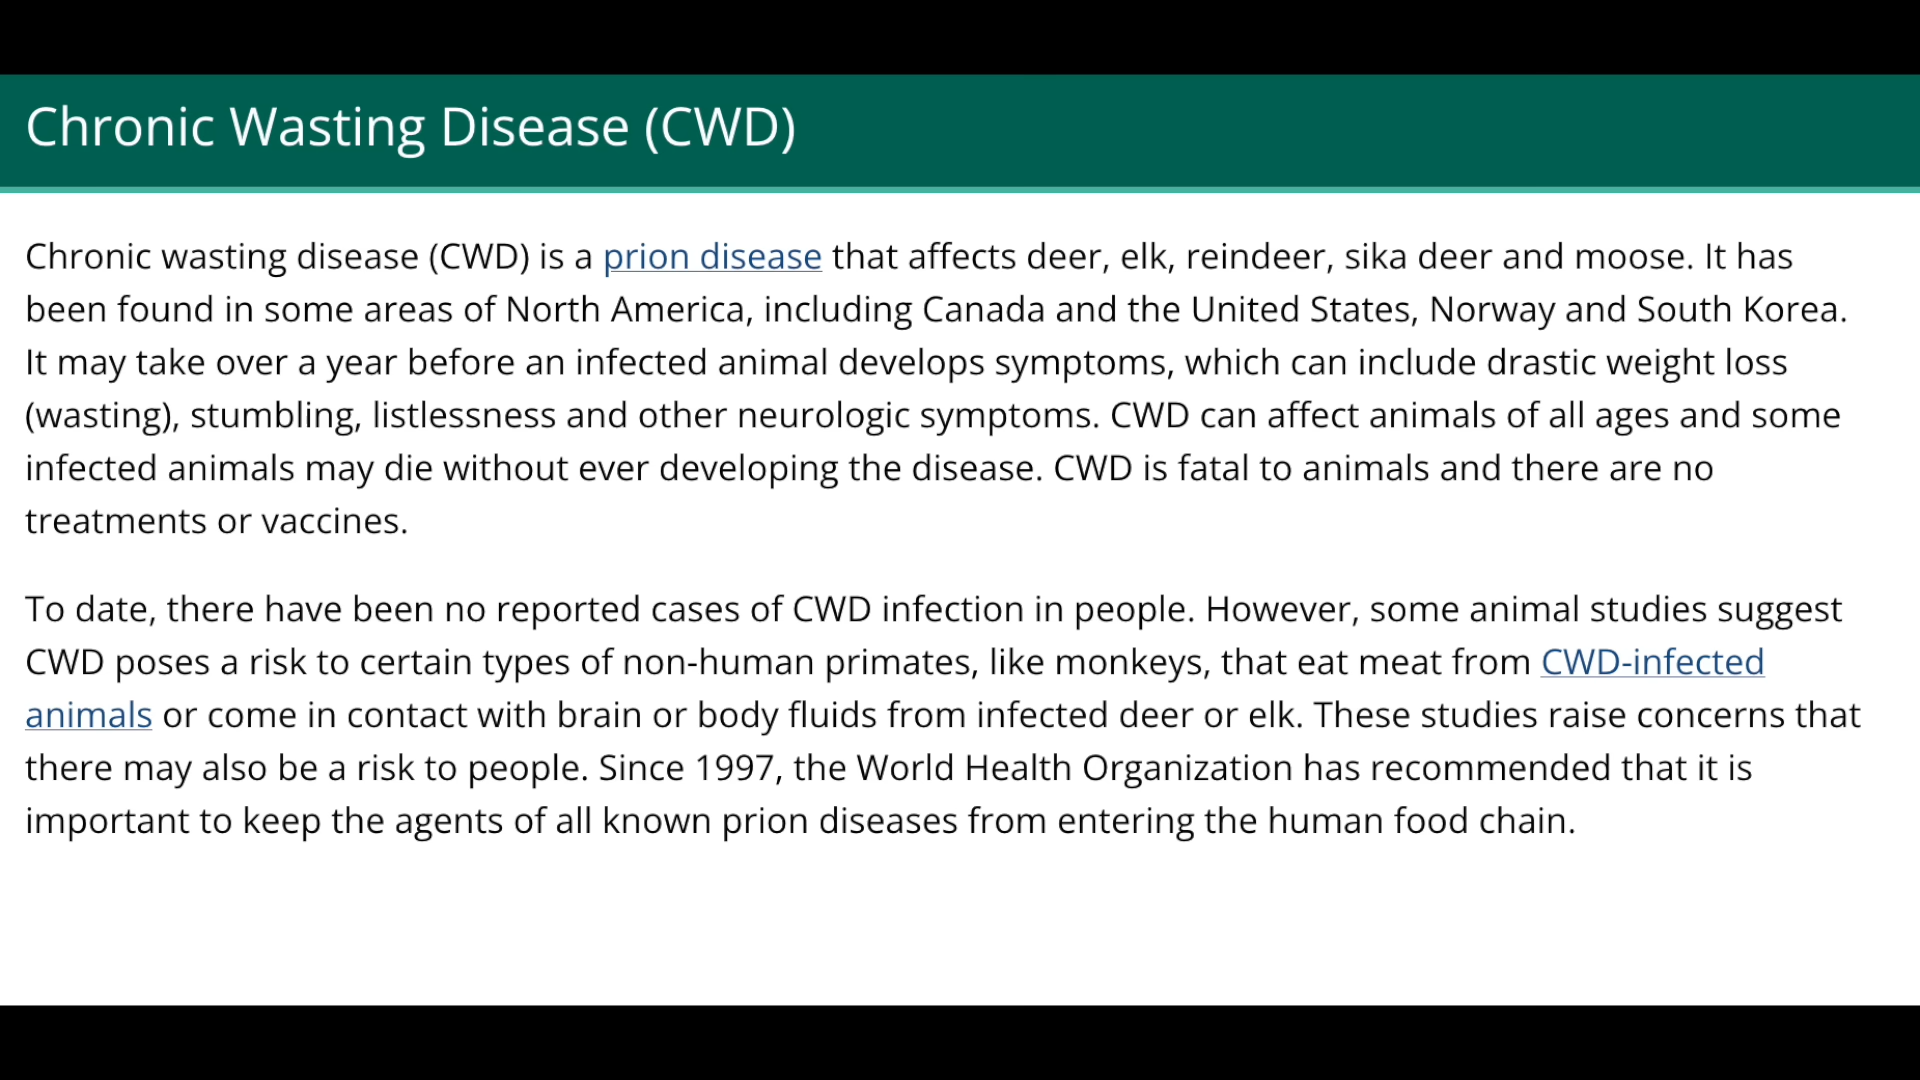 Chronic Wasting Disease (CWD)
Chronic wasting disease (CWD) is a prion disease that affects deer, elk, reindeer, sika deer and moose. It has
been found in some areas of North America, including Canada and the United States, Norway and South Korea.
It may take over a year before an infected animal develops symptoms, which can include drastic weight loss
(wasting), stumbling, listlessness and other neurologic symptoms. CWD can affect animals of all ages and some
infected animals may die without ever developing the disease. CWD is fatal to animals and there are no
treatments or vaccines.
To date, there have been no reported cases of CWD infection in people. However, some animal studies suggest
CWD poses a risk to certain types of non-human primates, like monkeys, that eat meat from CWD-infected
animals or come in contact with brain or body fluids from infected deer or elk. These studies raise concerns that
there may also be a risk to people. Since 1997, the World Health Organization has recommended that it is
important to keep the agents of all known prion diseases from entering the human food chain.